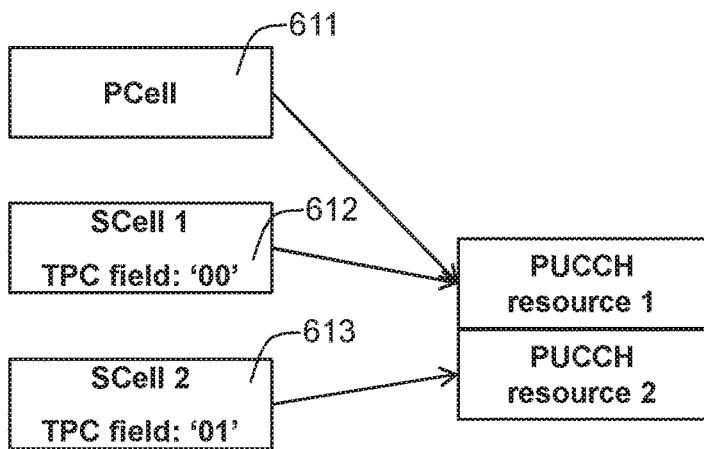 611
PCell
SCell 1
612
TPC field: '00'
PUCCH
resource 1
613
SCell 2
PUCCH
resource 2
TPC field: '01'